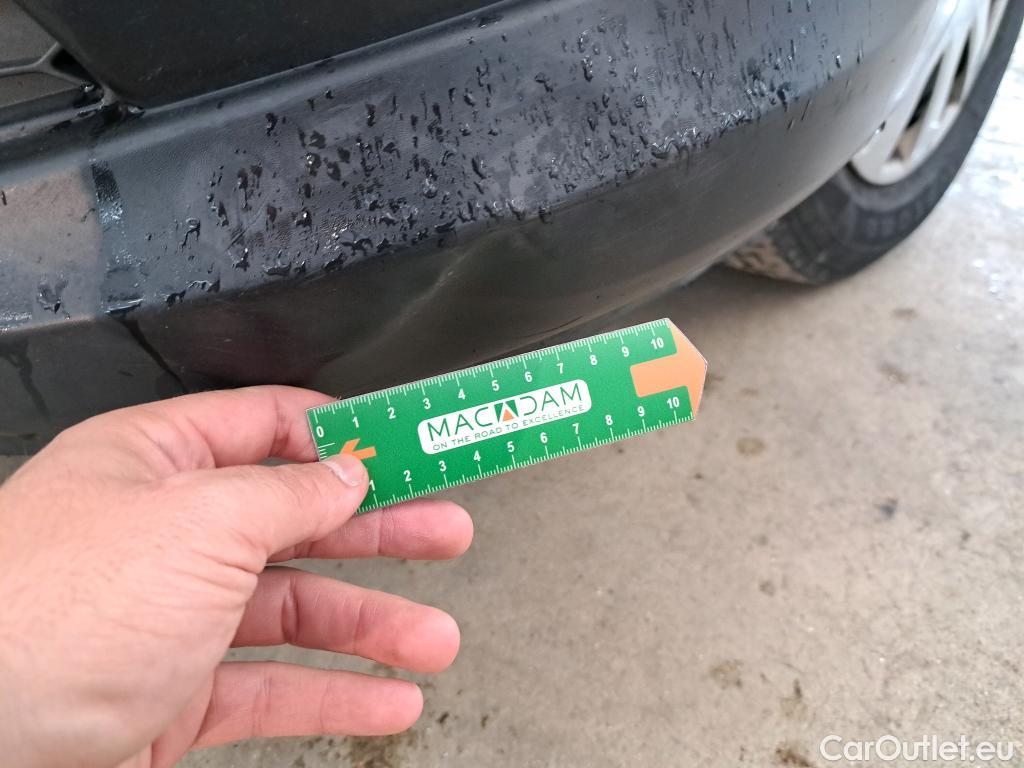 0 1 2 3 4 5 6 7 8 9 10
MACADAM
ON THE ROAD TO EXCELLENCE
1 2 3 4 5 6 7 8 9 10
CarOutlet.eu